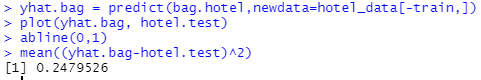 > yhat.bag = predict(bag.hotel,newdata=hotel_data[-train,])
> plot(yhat.bag, hotel.test)
> abline(0,1)
> mean((yhat.bag-hotel.test)^2)
[1] 0.2479526